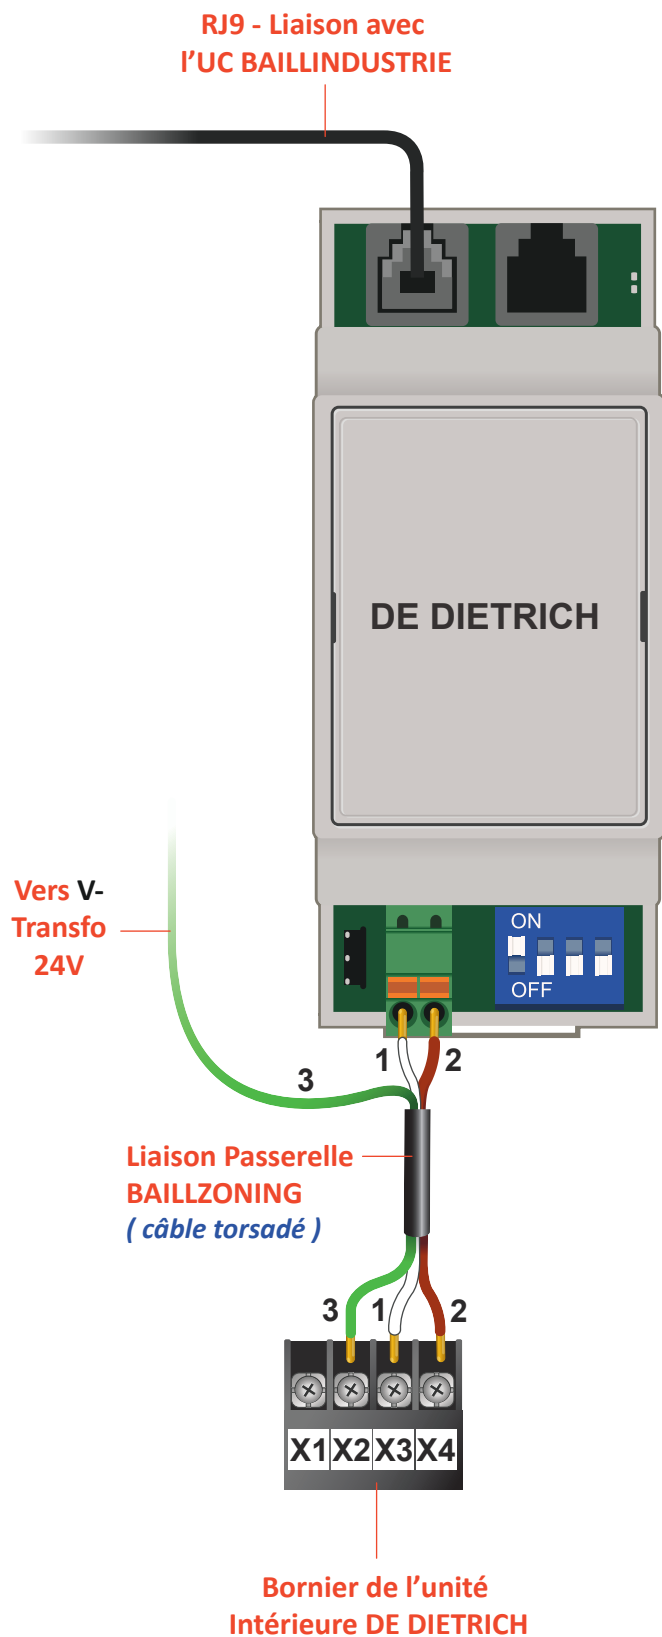 RJ9 - Liaison avec
l’UC BAILLINDUSTRIE
DE DIETRICH
Vers V-
Transfo
24V
ON
OFF
1
2
3
Liaison Passerelle
BAILLZONING
( câble torsadé )
3
1
2
X1
X2
X3
X4
Bornier de l’unité
Intérieure DE DIETRICH